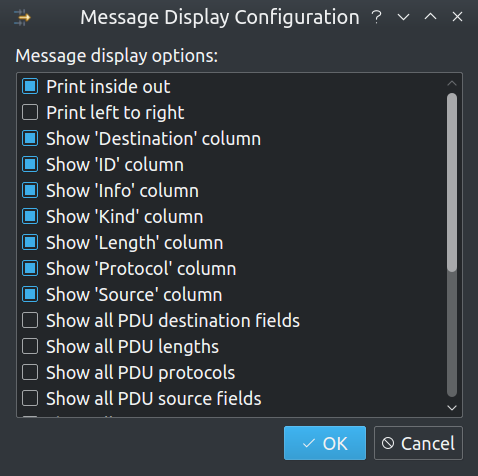 Message Display Configuration
Message display options:
Print inside out
Print left to right
Show 'Destination' column
Show 'ID' column
Show 'Info' column
Show 'Kind' column
Show 'Length' column
Show 'Protocol' column
Show 'Source' column
Show all PDU destination fields
Show all PDU lengths
Show all PDU protocols
Show all PDU source fields
OK
Cancel